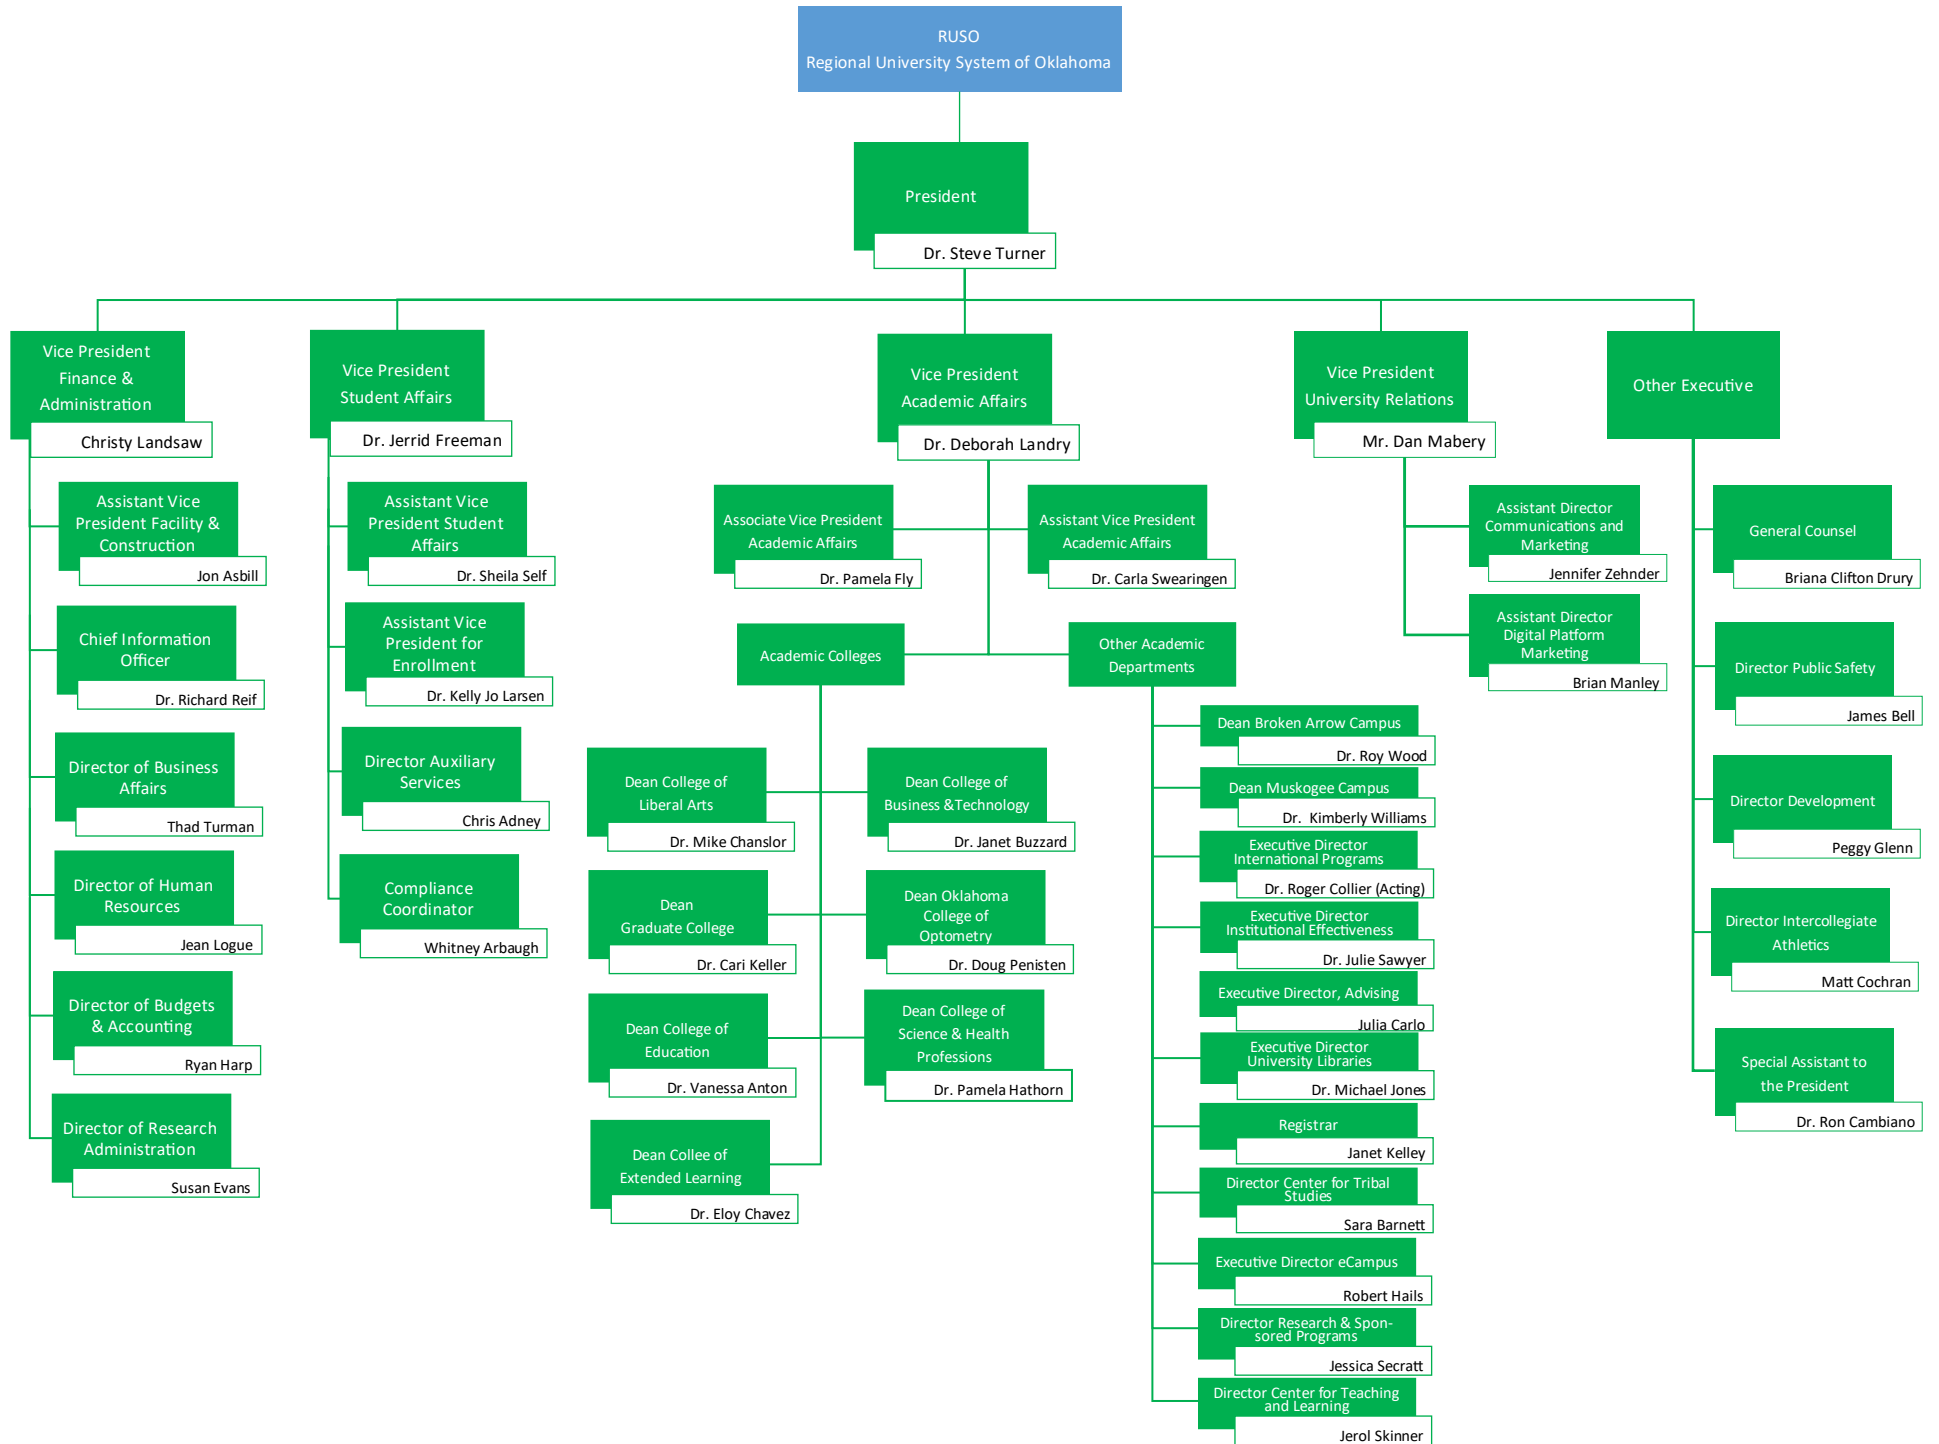 RUSO
Regional University System of Oklahoma
President
Dr. Steve Turner
Vice President
Finance &
Administration
Christy Landsaw
Assistant Vice
President Facility &
Construction
Jon Asbill
Chief Information
Officer
Dr. Richard Reif
Director of Business
Affairs
Thad Turman
Director of Human
Resources
Jean Logue
Director of Budgets
& Accounting
Ryan Harp
Director of Research
Administration
Susan Evans
Vice President
Student Affairs
Dr. Jerrid Freeman
Assistant Vice
President Student
Affairs
Dr. Sheila Self
Assistant Vice
President for
Enrollment
Dr. Kelly Jo Larsen
Director Auxiliary
Services
Chris Adney
Compliance
Coordinator
Whitney Arbaugh
Vice President
Academic Affairs
Dr. Deborah Landry
Associate Vice President
Academic Affairs
Dr. Pamela Fly
Assistant Vice President
Academic Affairs
Dr. Carla Swearingen
Academic Colleges
Dean College of
Liberal Arts
Dr. Mike Chanslor
Dean College of
Business &Technology
Dr. Janet Buzzard
Dean
Graduate College
Dr. Cari Keller
Dean Oklahoma
College of
Optometry
Dr. Doug Penisten
Dean College of
Education
Dr. Vanessa Anton
Dean College of
Science & Health
Professions
Dr. Pamela Hathorn
Dean Collee of
Extended Learning
Dr. Eloy Chavez
Other Academic
Departments
Dean Broken Arrow Campus
Dr. Roy Wood
Dean Muskogee Campus
Dr. Kimberly Williams
Executive Director
International Programs
Dr. Roger Collier (Acting)
Executive Director
Institutional Effectiveness
Dr. Julie Sawyer
Executive Director, Advising
Julia Carlo
Executive Director
University Libraries
Dr. Michael Jones
Registrar
Janet Kelley
Director Center for Tribal
Studies
Sara Barnett
Executive Director eCampus
Robert Hails
Director Research & Spon-
sored Programs
Jessica Secratt
Director Center for Teaching
and Learning
Jerol Skinner
Vice President
University Relations
Mr. Dan Mabery
Assistant Director
Communications and
Marketing
Jennifer Zehnder
Assistant Director
Digital Platform
Marketing
Brian Manley
Other Executive
General Counsel
Briana Clifton Drury
Director Public Safety
James Bell
Director Development
Peggy Glenn
Director Intercollegiate
Athletics
Matt Cochran
Special Assistant to
the President
Dr. Ron Cambiano